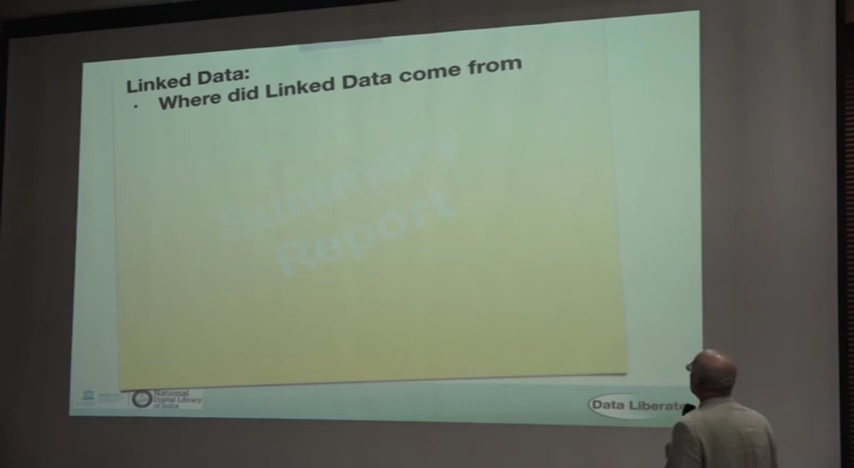 Linked Data:
· Where did Linked Data come from
Summary
Report
National
Digital Library
of India
Data Liberate